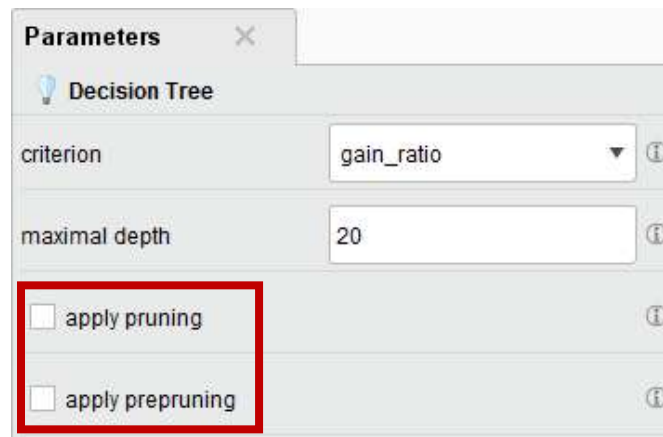 Parameters
Decision Tree
criterion
gain_ratio
maximal depth
20
apply pruning
apply prepruning